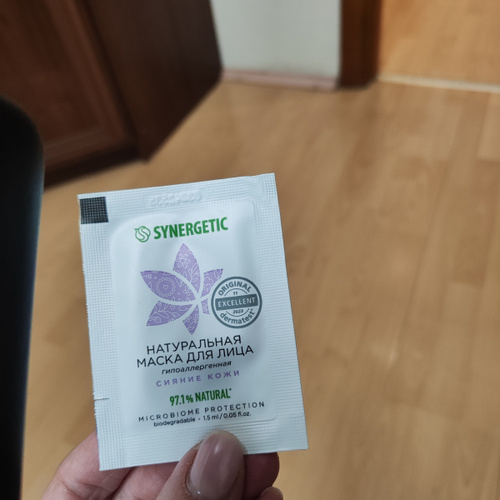 SYNERGETIC
ORIGINAL
EXCELLENT
2022
dermatest
НАТУРАЛЬНАЯ
МАСКА ДЛЯ ЛИЦА
гипоаллергенная
СИЯНИЕ КОЖИ
97.1% NATURAL*
MICROBIOME PROTECTION
biodegradable - 1.5 ml / 0.05 fl.oz.